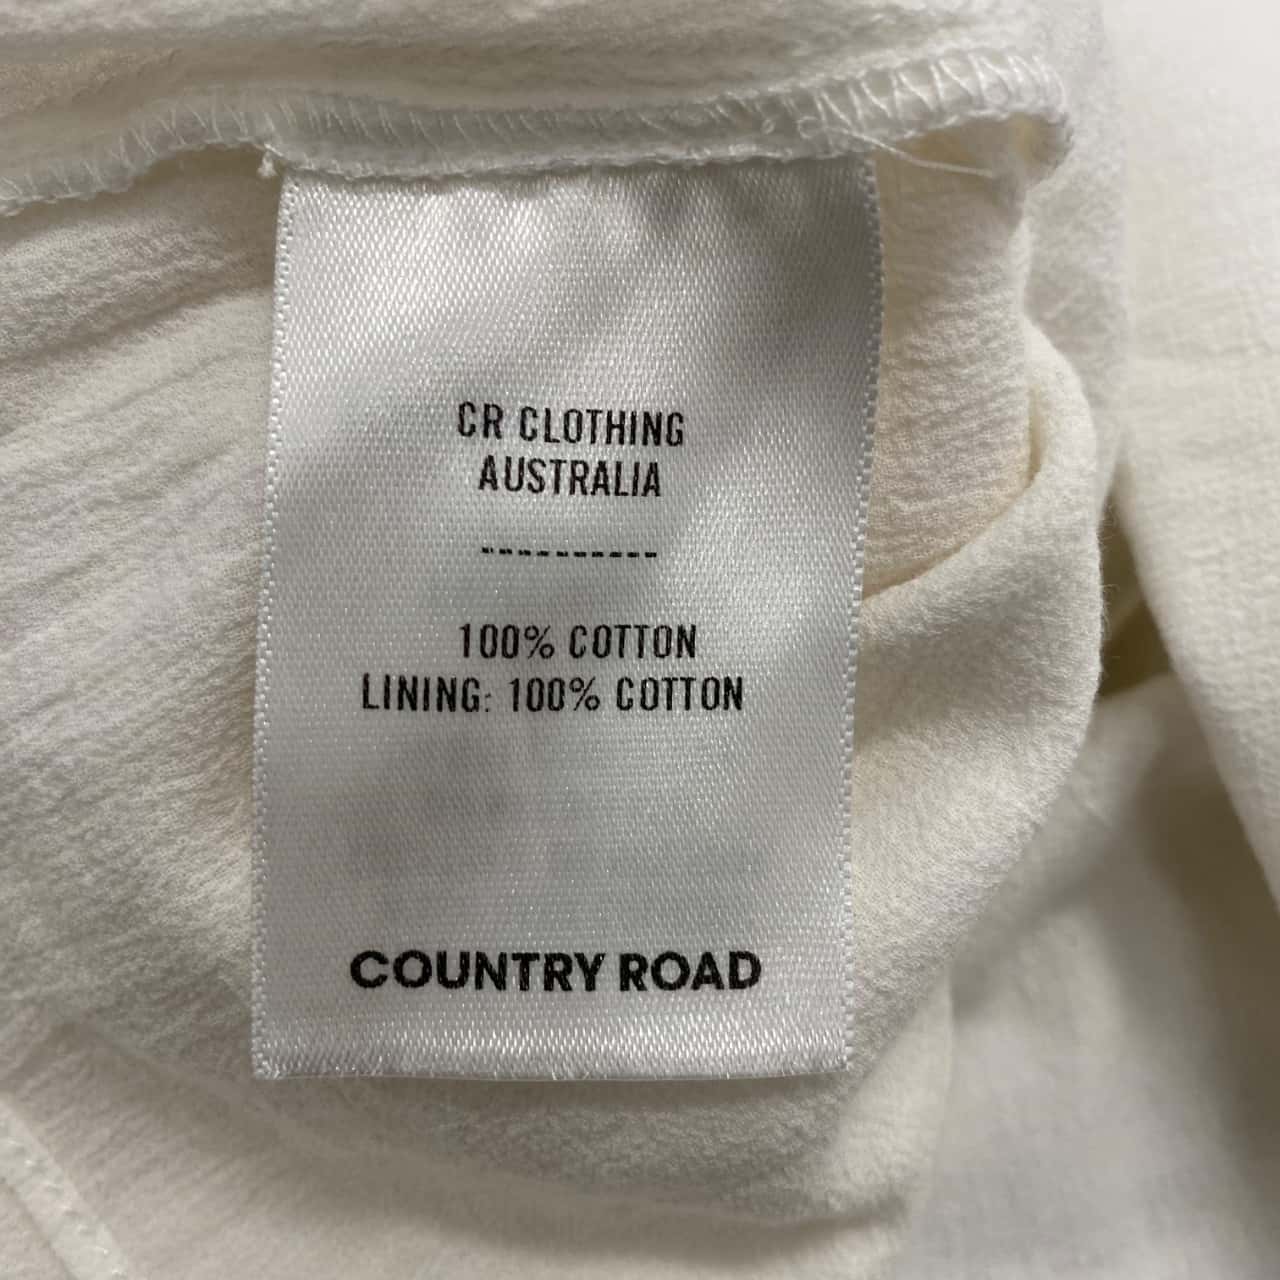 CR CLOTHING
AUSTRALIA
-----------
100% COTTON
LINING: 100% COTTON
COUNTRY ROAD